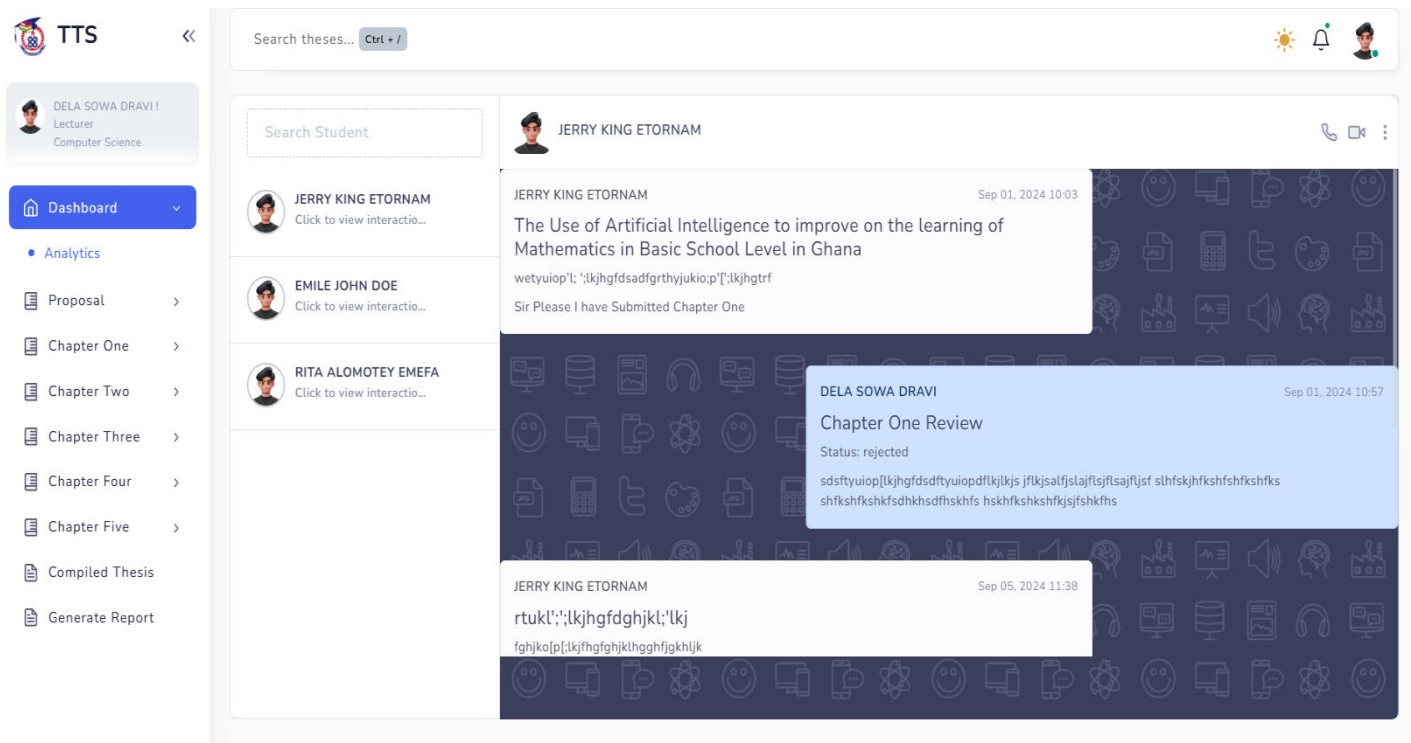 TTS
DELA SOWA DRAVI !
Lecturer
Computer Science
Dashboard
Analytics
Proposal
Chapter One
Chapter Two
Chapter Three
Chapter Four
Chapter Five
Compiled Thesis
Generate Report
Search theses... Ctrl + /
Search Student
JERRY KING ETORNAM
Click to view interactio...
EMILE JOHN DOE
Click to view interactio...
RITA ALOMOTEY EMEFA
Click to view interactio...
JERRY KING ETORNAM
JERRY KING ETORNAM Sep 01, 2024 10:03
The Use of Artificial Intelligence to improve on the learning of
Mathematics in Basic School Level in Ghana
wetyuiop'l; ';lkjhgfdsadfgrthyjukio;p'[';lkjhgtrf
Sir Please I have Submitted Chapter One
DELA SOWA DRAVI Sep 01, 2024 10:57
Chapter One Review
Status: rejected
sdsftyuiop[lkjhgfdsdftyuiopdflkjlkjs jflkjsalfjslajflsjflsajfljsf slhfskjhfkshfshfkshfks
shfkshfkshkfsdhkhsdfhskhfs hskhfkshkshfkjsjfshkfhs
JERRY KING ETORNAM Sep 05, 2024 11:38
rtukl';';lkjhgfdghjkl;'lkj
fghjko[p[;lkjfhgfghjklhgghfjgkhljk